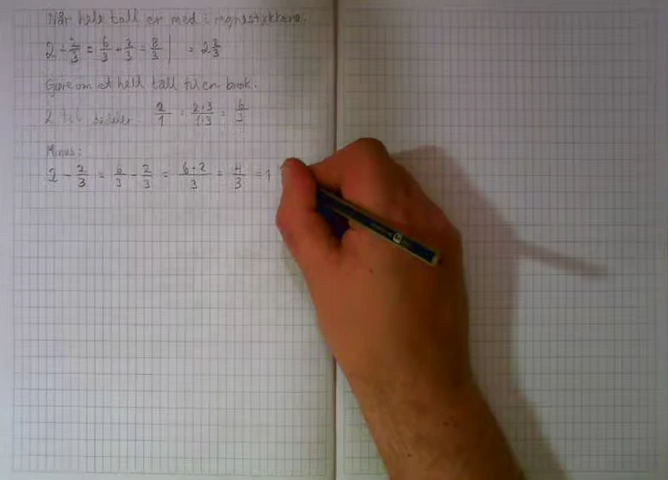 Når hele tall er med i regnestykkene.
2 + 2/3 = 6/3 + 2/3 = 8/3 | = 2 2/3
Gjøre om et helt tall til en brøk.
2 til 2/1 = 2·3/1·3 = 6/3
Minus:
2 - 2/3 = 6/3 - 2/3 = 6-2/3 = 4/3 = 1